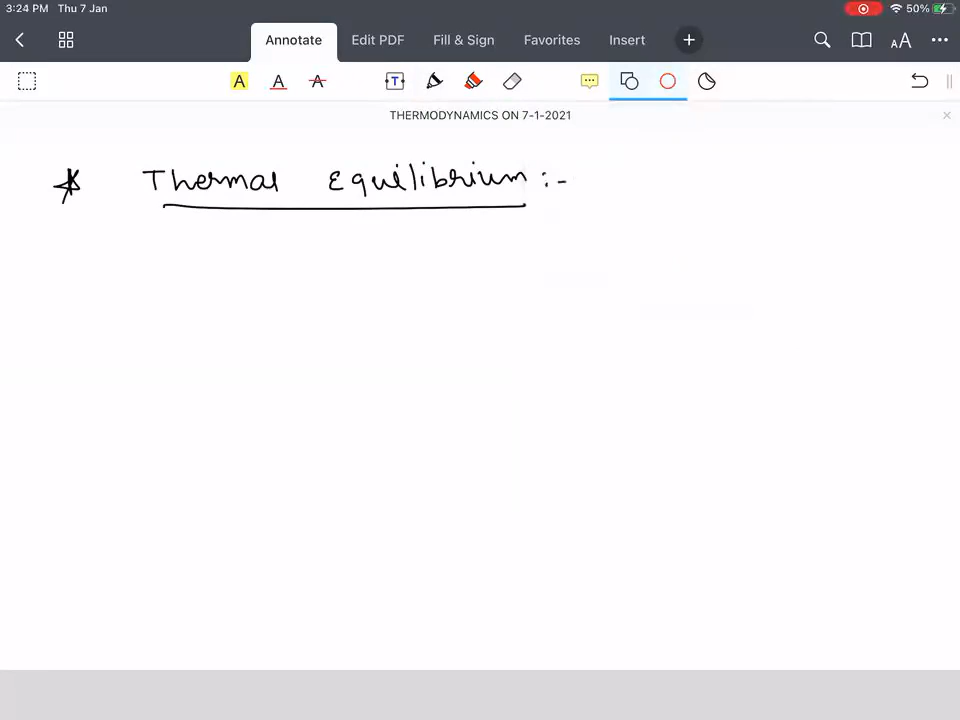 3:24 PM Thu 7 Jan 50%
Annotate Edit PDF Fill & Sign Favorites Insert
THERMODYNAMICS ON 7-1-2021
Thermal Equilibrium :-